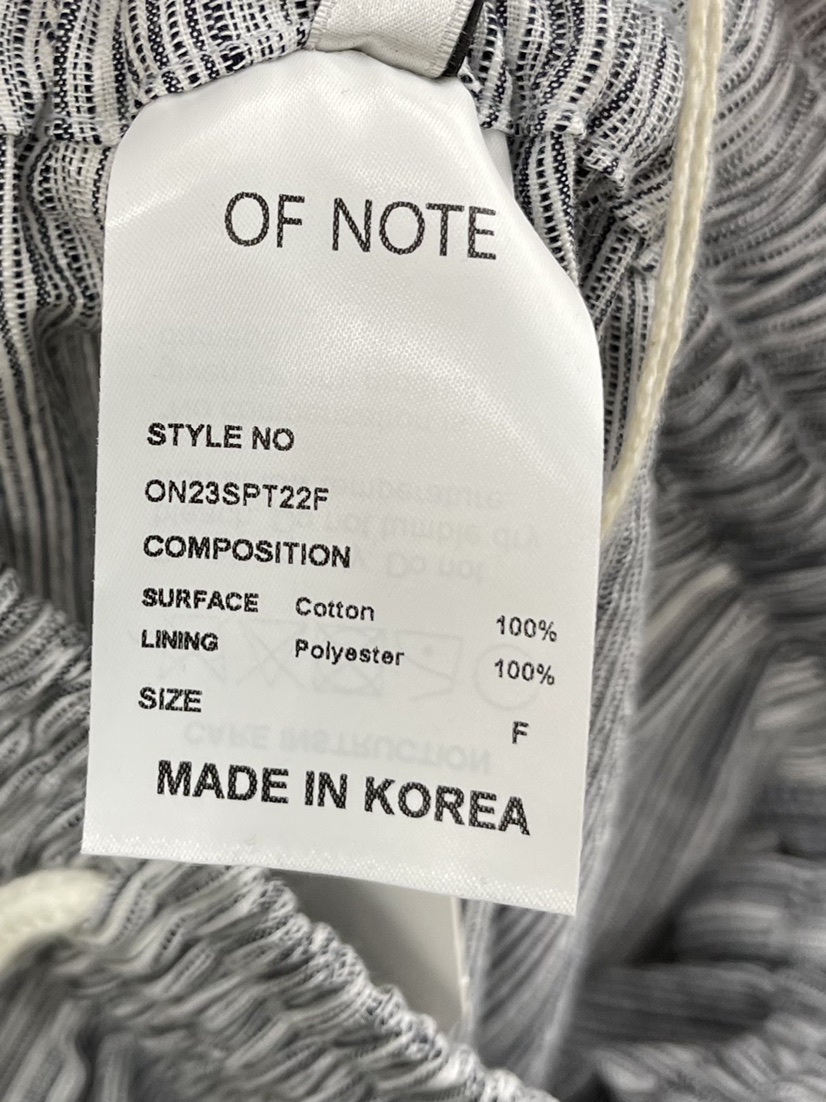 OF NOTE
STYLE NO
ON23SPT22F
COMPOSITION
SURFACE Cotton 100%
LINING Polyester 100%
SIZE F
MADE IN KOREA